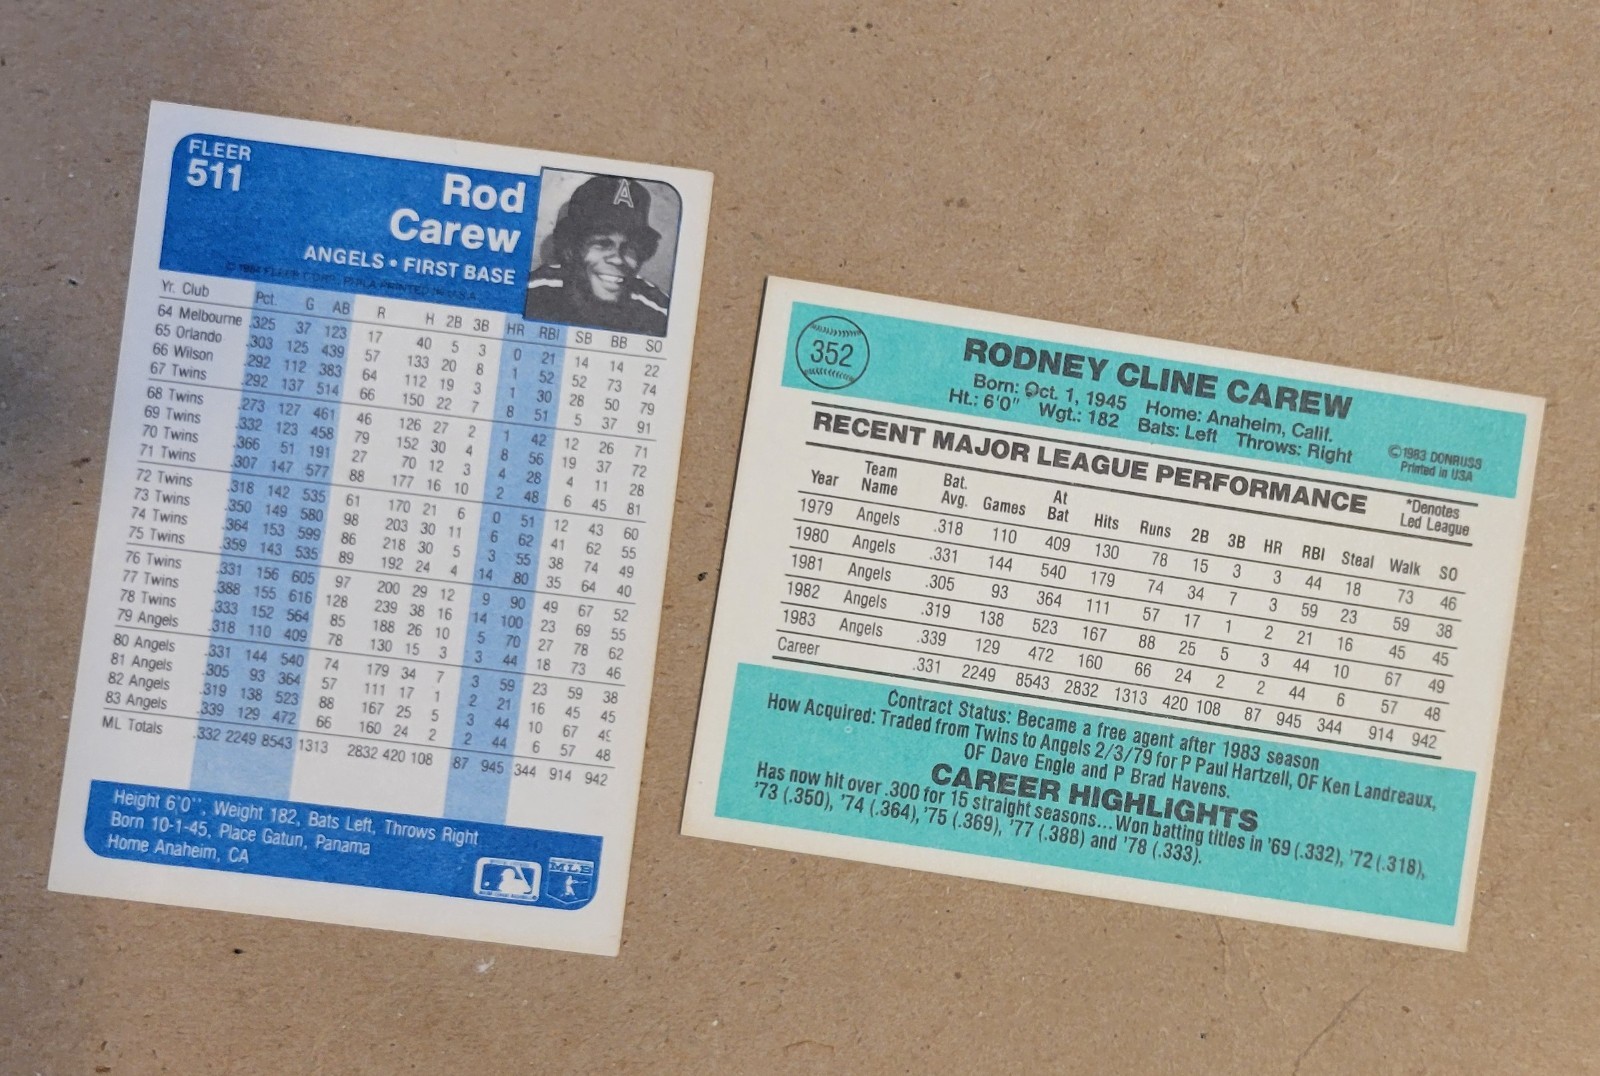 FLEER
511
Rod
Carew
ANGELS • FIRST BASE
© 1984 FLEER CORP. PHILA PRINTED IN U.S.A.
A
Yr. Club Pct. G AB R H 2B 3B HR RBI SB BB SO
64 Melbourne .325 37 123 17 40 5 3 0 21 14 14 22
65 Orlando .303 125 439 57 133 20 8 1 52 52 73 74
66 Wilson .292 112 383 64 112 19 3 1 30 28 50 79
67 Twins .292 137 514 66 150 22 7 8 51 5 37 91
68 Twins .273 127 461 46 126 27 2 1 42 12 26 71
69 Twins .332 123 458 79 152 30 4 8 56 19 37 72
70 Twins .366 51 191 27 70 12 3 4 28 4 11 28
71 Twins .307 147 577 88 177 16 10 2 48 6 45 81
72 Twins .318 142 535 61 170 21 6 0 51 12 43 60
73 Twins .350 149 580 98 203 30 11 6 62 41 62 55
74 Twins .364 153 599 86 218 30 5 3 55 38 74 49
75 Twins .359 143 535 89 192 24 4 14 80 35 64 40
76 Twins .331 156 605 97 200 29 12 9 90 49 67 52
77 Twins .388 155 616 128 239 38 16 14 100 23 69 55
78 Twins .333 152 564 85 188 26 10 5 70 27 78 62
79 Angels .318 110 409 78 130 15 3 3 44 18 73 46
80 Angels .331 144 540 74 179 34 7 3 59 23 59 38
81 Angels .305 93 364 57 111 17 1 2 21 16 45 45
82 Angels .319 138 523 88 167 25 5 3 44 10 67 49
83 Angels .339 129 472 66 160 24 2 2 44 6 57 48
ML Totals .332 2249 8543 1313 2832 420 108 87 945 344 914 942
Height 6'0", Weight 182, Bats Left, Throws Right
Born 10-1-45, Place Gatun, Panama
Home Anaheim, CA
MLB
352
RODNEY CLINE CAREW
Born: Oct. 1, 1945 Home: Anaheim, Calif.
Ht.: 6'0" Wgt.: 182 Bats: Left Throws: Right
©1983 DONRUSS
Printed in USA
RECENT MAJOR LEAGUE PERFORMANCE
*Denotes
Led League
Year Team Name Bat. Avg. Games At Bat Hits Runs 2B 3B HR RBI Steal Walk SO
1979 Angels .318 110 409 130 78 15 3 3 44 18 73 46
1980 Angels .331 144 540 179 74 34 7 3 59 23 59 38
1981 Angels .305 93 364 111 57 17 1 2 21 16 45 45
1982 Angels .319 138 523 167 88 25 5 3 44 10 67 49
1983 Angels .339 129 472 160 66 24 2 2 44 6 57 48
Career .331 2249 8543 2832 1313 420 108 87 945 344 914 942
Contract Status: Became a free agent after 1983 season
How Acquired: Traded from Twins to Angels 2/3/79 for P Paul Hartzell, OF Ken Landreaux,
OF Dave Engle and P Brad Havens.
CAREER HIGHLIGHTS
Has now hit over .300 for 15 straight seasons...Won batting titles in '69 (.332), '72 (.318),
'73 (.350), '74 (.364), '75 (.369), '77 (.388) and '78 (.333).